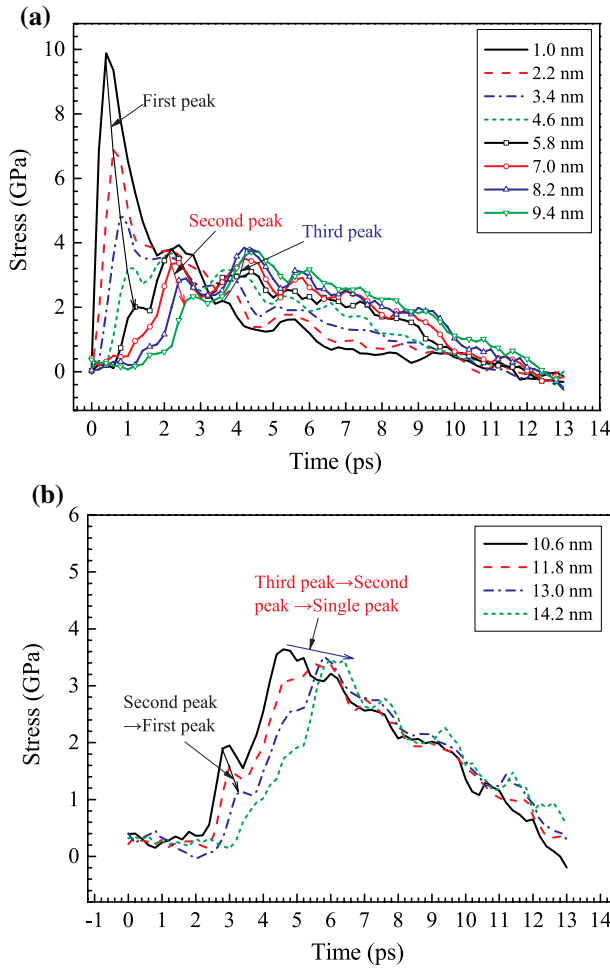 (a)
10
8
6
4
2
0
Stress (GPa)
First peak
Second peak
Third peak
1.0 nm
2.2 nm
3.4 nm
4.6 nm
5.8 nm
7.0 nm
8.2 nm
9.4 nm
0 1 2 3 4 5 6 7 8 9 10 11 12 13 14
Time (ps)
(b)
6
5
4
3
2
1
0
Stress (GPa)
Third peak→Second
peak →Single peak
Second peak
→First peak
10.6 nm
11.8 nm
13.0 nm
14.2 nm
-1 0 1 2 3 4 5 6 7 8 9 10 11 12 13 14
Time (ps)